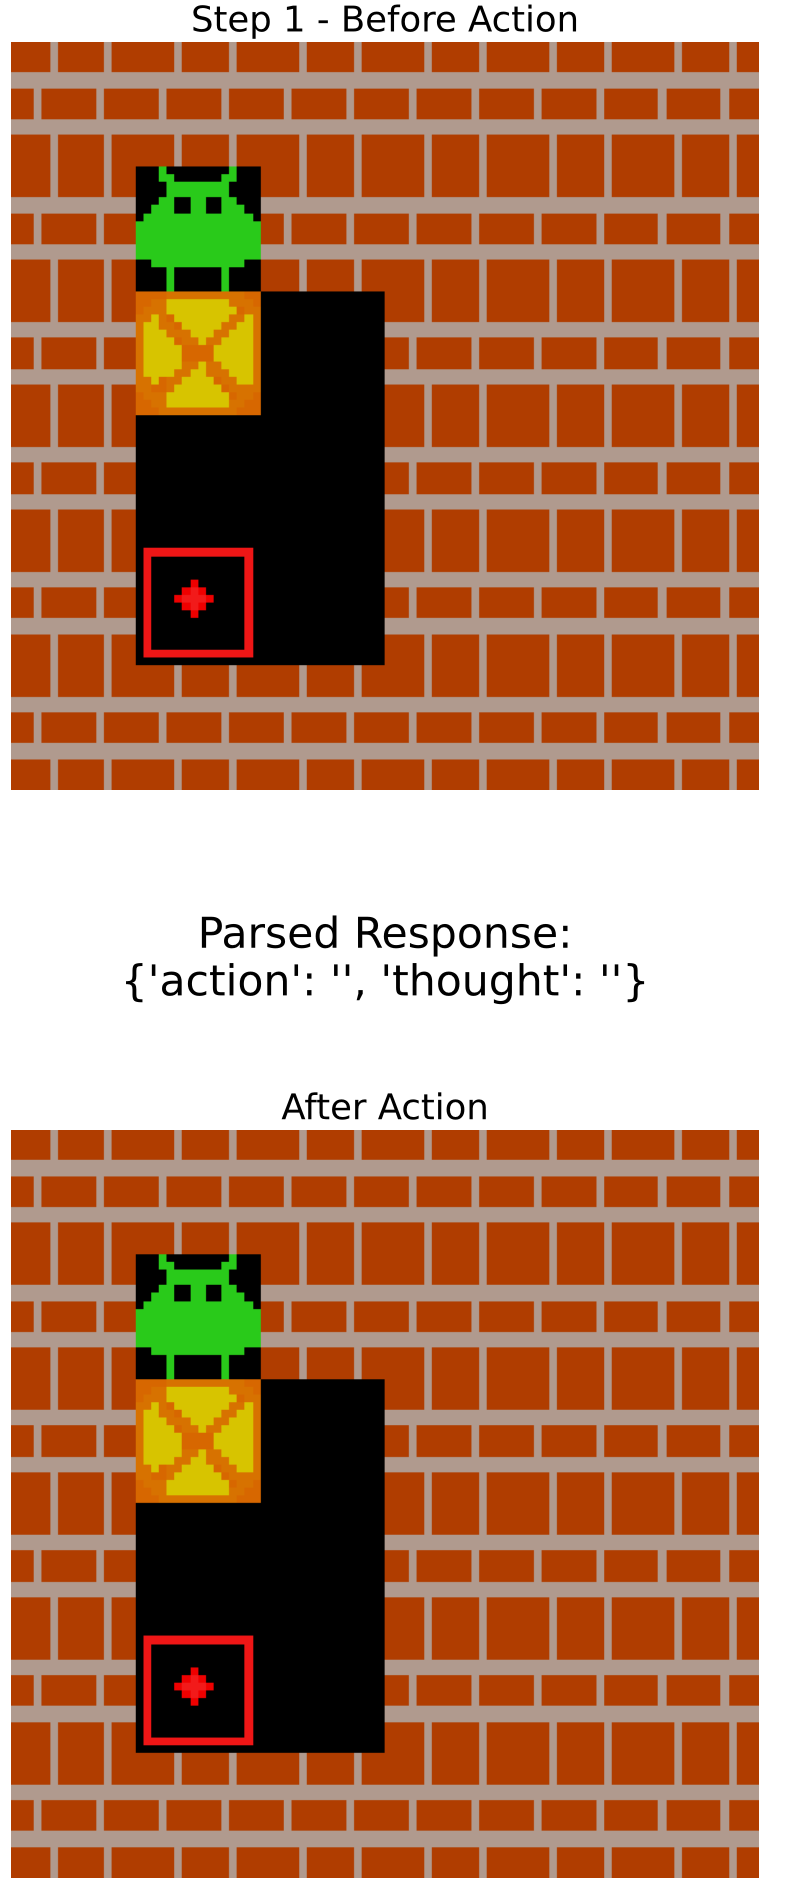 Step 1 - Before Action
Parsed Response:
{'action': '', 'thought': ''}
After Action